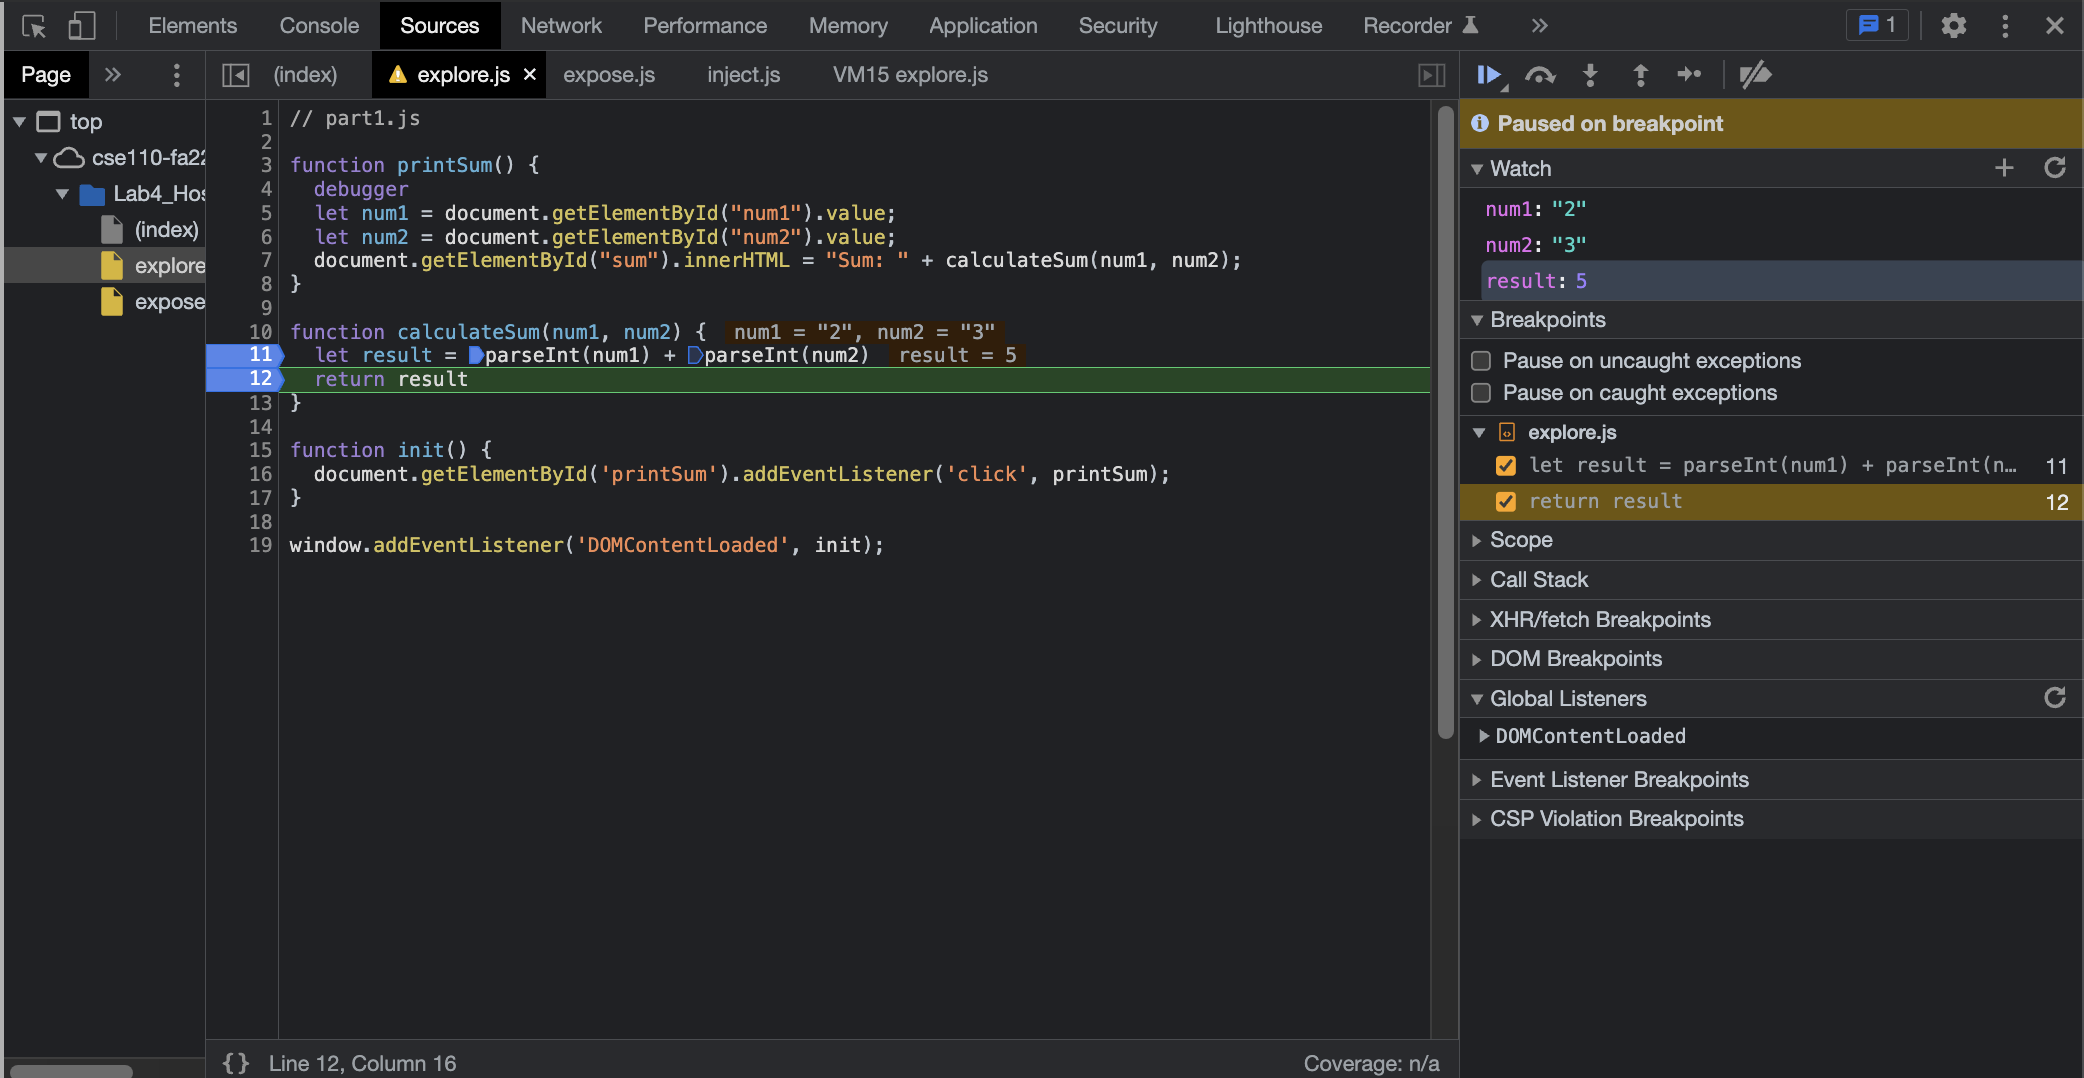 Elements Console Sources Network Performance Memory Application Security Lighthouse Recorder 1
Page (index) explore.js expose.js inject.js VM15 explore.js
top
cse110-fa22
Lab4_Hos
(index)
explore
expose
1 // part1.js
2
3 function printSum() {
4 debugger
5 let num1 = document.getElementById("num1").value;
6 let num2 = document.getElementById("num2").value;
7 document.getElementById("sum").innerHTML = "Sum: " + calculateSum(num1, num2);
8 }
9
10 function calculateSum(num1, num2) { num1 = "2", num2 = "3"
11 let result = parseInt(num1) + parseInt(num2) result = 5
12 return result
13 }
14
15 function init() {
16 document.getElementById('printSum').addEventListener('click', printSum);
17 }
18
19 window.addEventListener('DOMContentLoaded', init);
{} Line 12, Column 16 Coverage: n/a
Paused on breakpoint
Watch
num1: "2"
num2: "3"
result: 5
Breakpoints
Pause on uncaught exceptions
Pause on caught exceptions
explore.js
let result = parseInt(num1) + parseInt(n… 11
return result 12
Scope
Call Stack
XHR/fetch Breakpoints
DOM Breakpoints
Global Listeners
DOMContentLoaded
Event Listener Breakpoints
CSP Violation Breakpoints